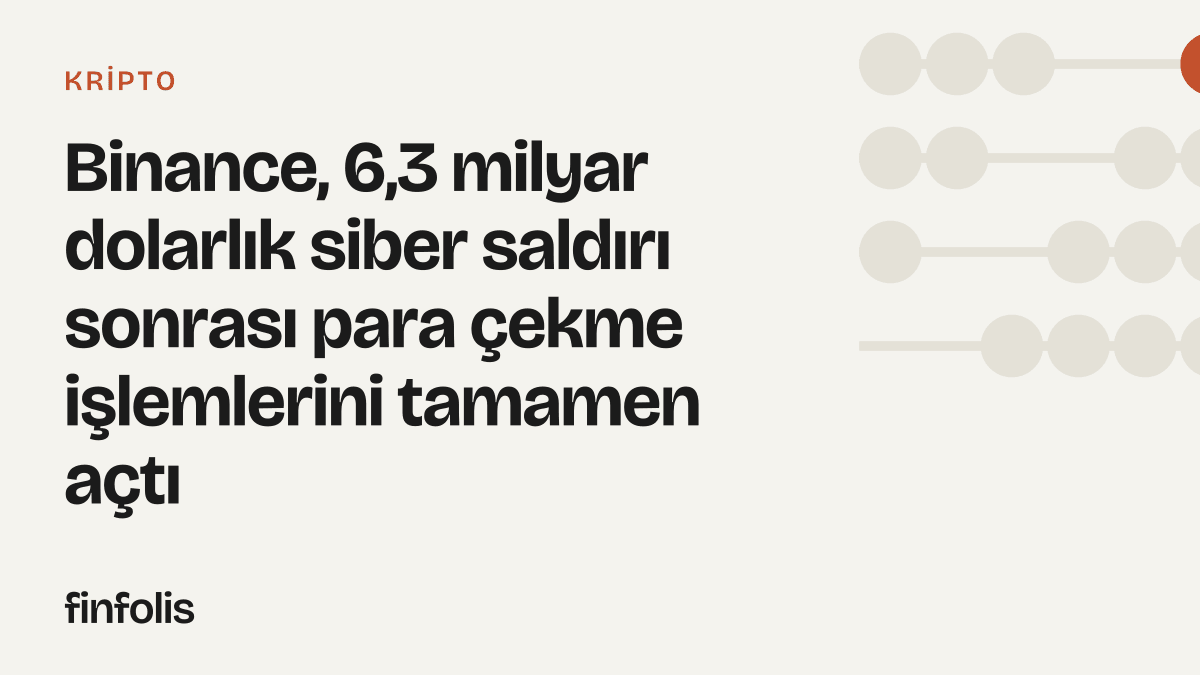 KRİPTO
Binance, 6,3 milyar
dolarlık siber saldırı
sonrası para çekme
işlemlerini tamamen
açtı
finfolis